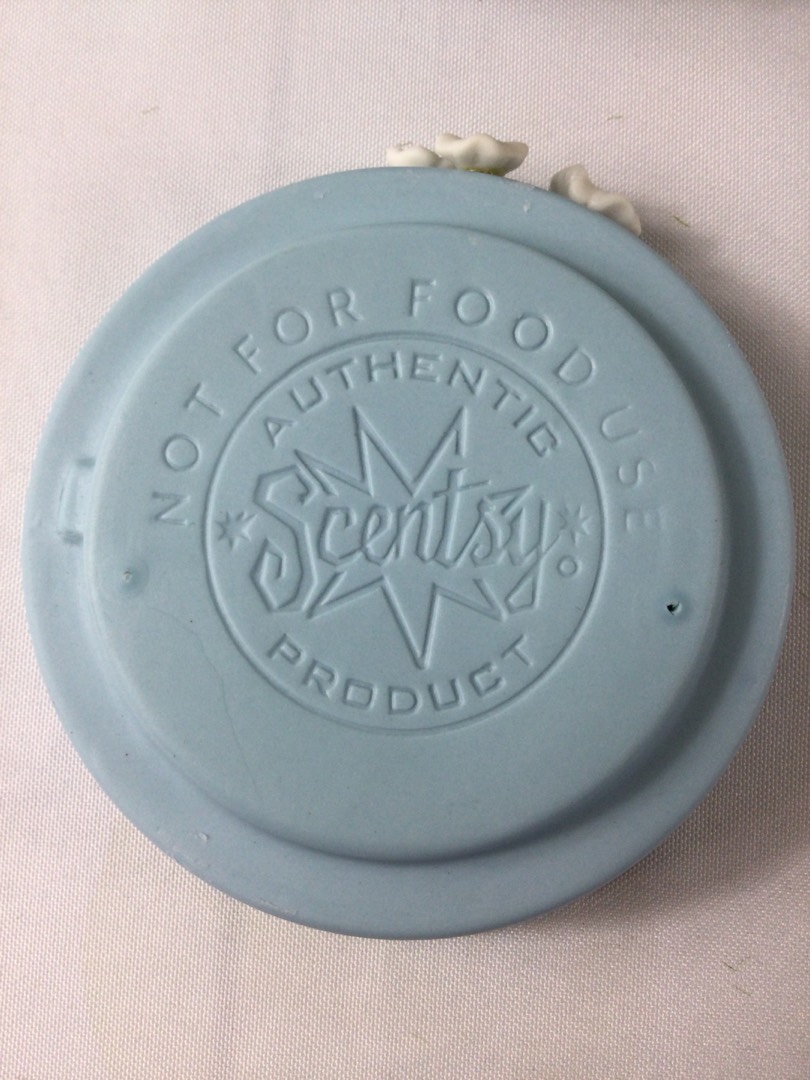 NOT FOR FOOD USE
AUTHENTIC
Scentsy
PRODUCT